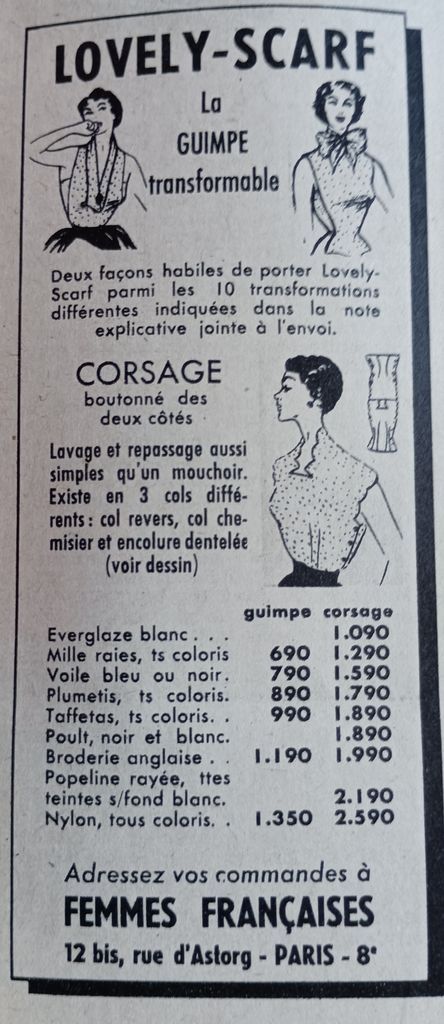 LOVELY-SCARF
La
GUIMPE
transformable
Deux façons habiles de porter Lovely-
Scarf parmi les 10 transformations
différentes indiquées dans la note
explicative jointe à l'envoi.
CORSAGE
boutonné des
deux côtés
Lavage et repassage aussi
simples qu'un mouchoir.
Existe en 3 cols diffé-
rents : col revers, col che-
misier et encolure dentelée
(voir dessin)
guimpe corsage
Everglaze blanc . . . 1.090
Mille raies, ts coloris 690 1.290
Voile bleu ou noir. 790 1.590
Plumetis, ts coloris. 890 1.790
Taffetas, ts coloris. . 990 1.890
Poult, noir et blanc. 1.890
Broderie anglaise . . 1.190 1.990
Popeline rayée, ttes
teintes s/fond blanc. 2.190
Nylon, tous coloris. . 1.350 2.590
Adressez vos commandes à
FEMMES FRANÇAISES
12 bis, rue d'Astorg - PARIS - 8e